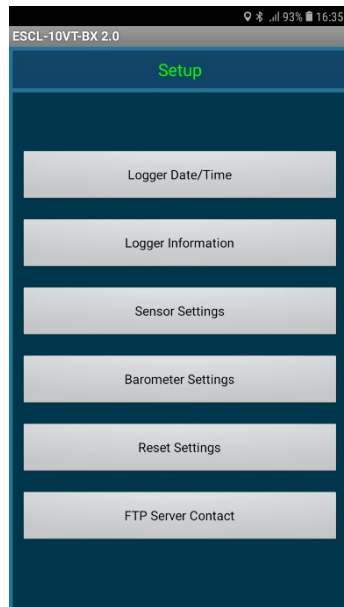 93% 16:35
ESCL-10VT-BX 2.0
Setup
Logger Date/Time
Logger Information
Sensor Settings
Barometer Settings
Reset Settings
FTP Server Contact